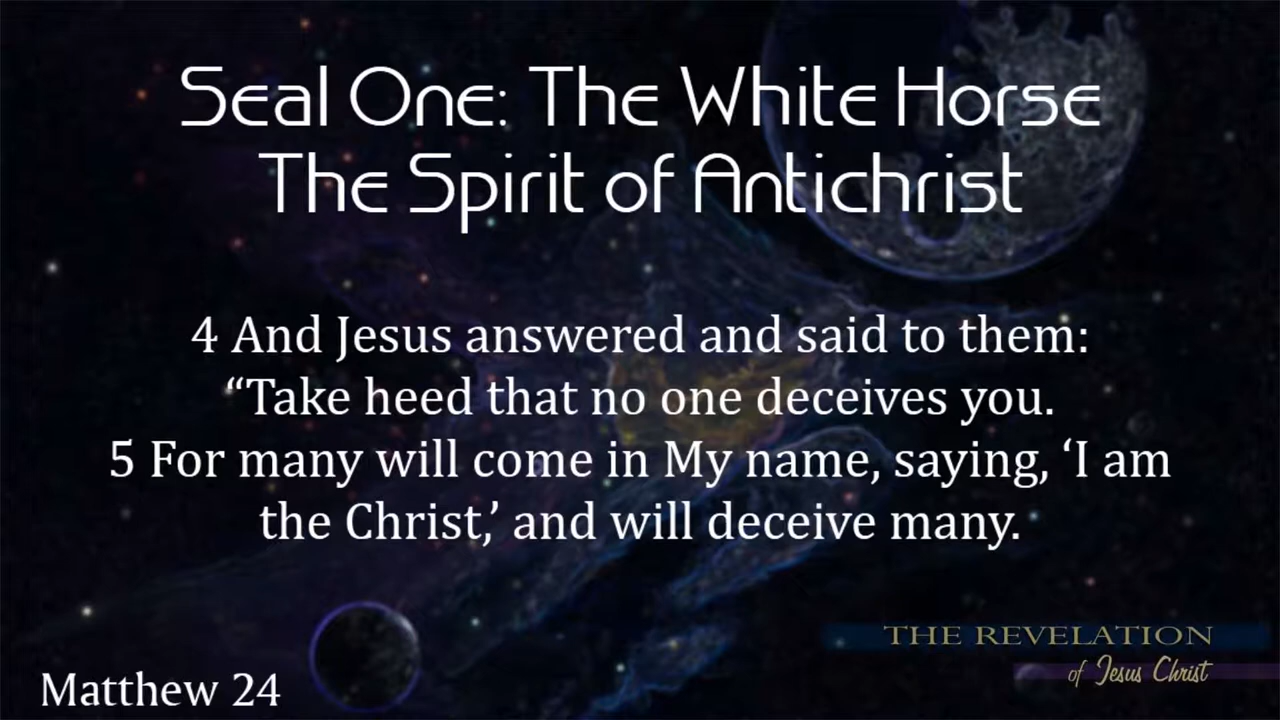 Seal One: The White Horse
The Spirit of Antichrist
4 And Jesus answered and said to them:
“Take heed that no one deceives you.
5 For many will come in My name, saying, ‘I am
the Christ,’ and will deceive many.
THE REVELATION
of Jesus Christ
Matthew 24